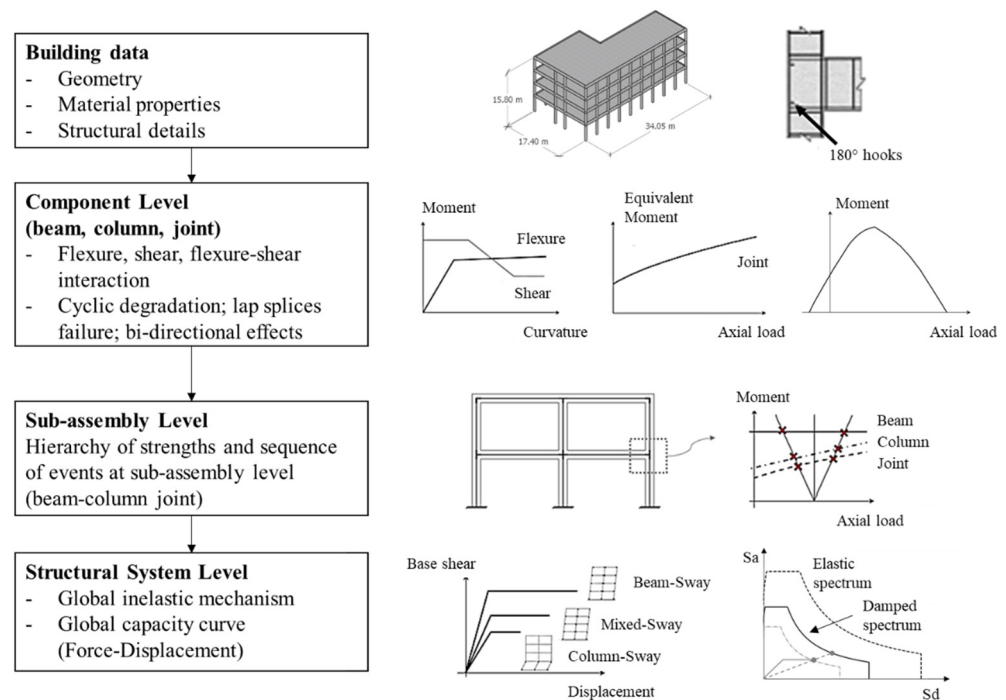 Building data
- Geometry
- Material properties
- Structural details
15.80 m
17.40 m
34.05 m
180° hooks
Component Level
(beam, column, joint)
- Flexure, shear, flexure-shear
interaction
- Cyclic degradation; lap splices
failure; bi-directional effects
Moment
Flexure
Shear
Curvature
Equivalent
Moment
Joint
Axial load
Moment
Axial load
Sub-assembly Level
Hierarchy of strengths and sequence
of events at sub-assembly level
(beam-column joint)
Moment
Beam
Column
Joint
Axial load
Structural System Level
- Global inelastic mechanism
- Global capacity curve
(Force-Displacement)
Base shear
Beam-Sway
Mixed-Sway
Column-Sway
Displacement
Sa
Elastic
spectrum
Damped
spectrum
Sd